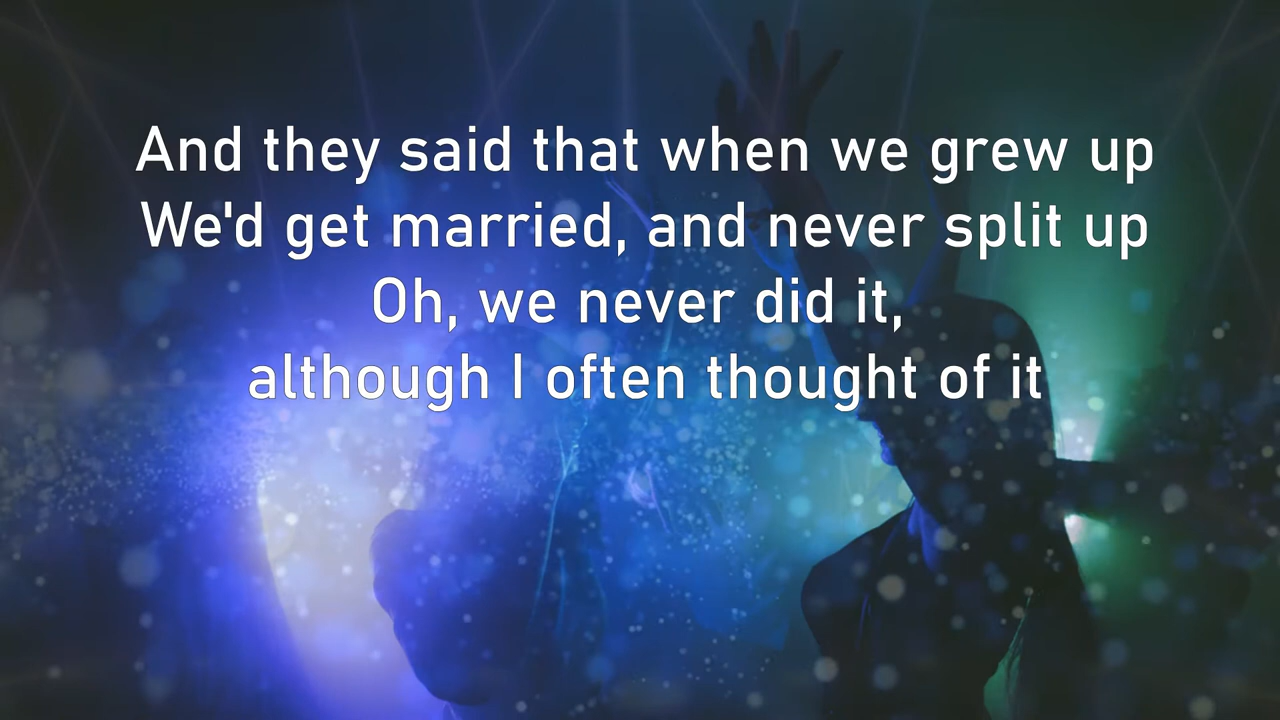 And they said that when we grew up
We'd get married, and never split up
Oh, we never did it,
although I often thought of it